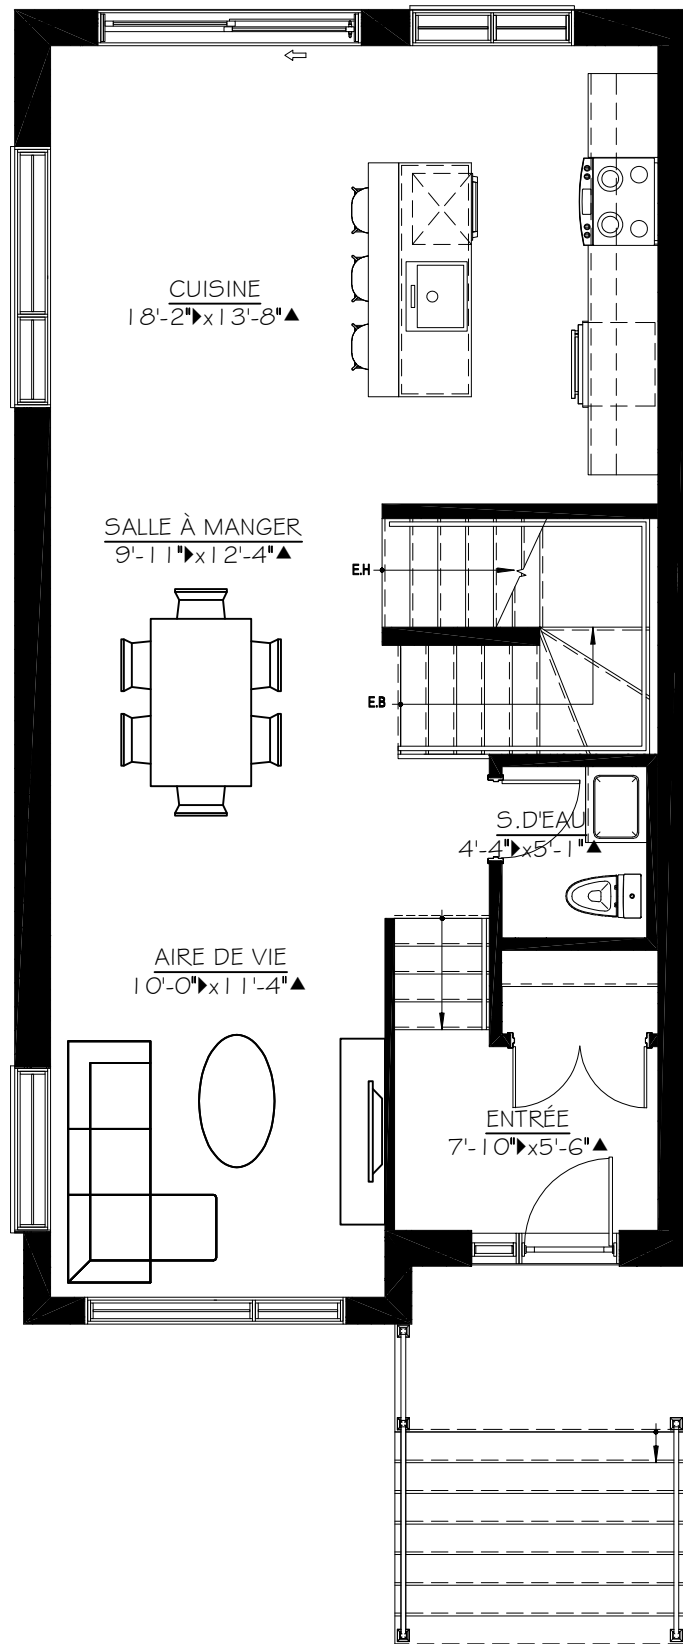 CUISINE
18'-2"▶x13'-8"▲
SALLE À MANGER
9'-11"▶x12'-4"▲
E.H
E.B
S.D'EAU
4'-4"▶x5'-1"▲
AIRE DE VIE
10'-0"▶x11'-4"▲
ENTRÉE
7'-10"▶x5'-6"▲